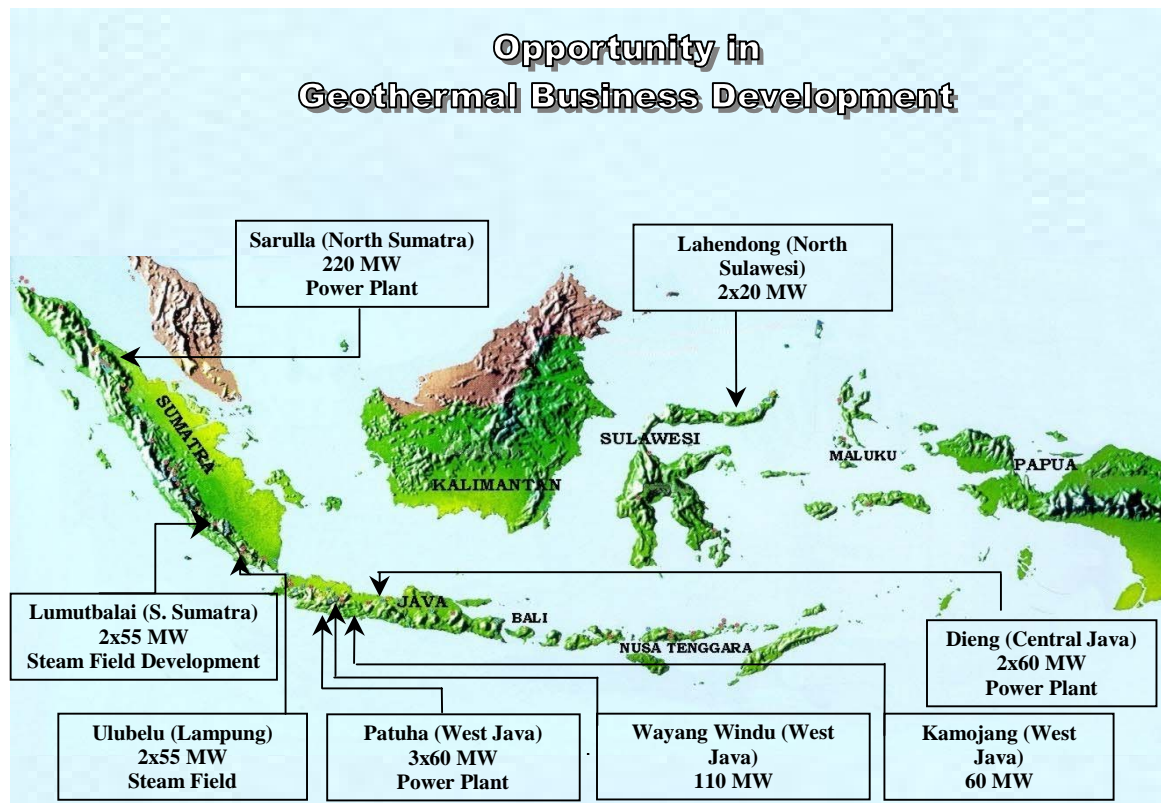 Opportunity in
Geothermal Business Development
Sarulla (North Sumatra)
220 MW
Power Plant
Lahendong (North
Sulawesi)
2x20 MW
SUMATRA
KALIMANTAN
SULAWESI
MALUKU
PAPUA
JAVA
BALI
NUSA TENGGARA
Lumutbalai (S. Sumatra)
2x55 MW
Steam Field Development
Dieng (Central Java)
2x60 MW
Power Plant
Ulubelu (Lampung)
2x55 MW
Steam Field
Patuha (West Java)
3x60 MW
Power Plant
Wayang Windu (West
Java)
110 MW
Kamojang (West
Java)
60 MW